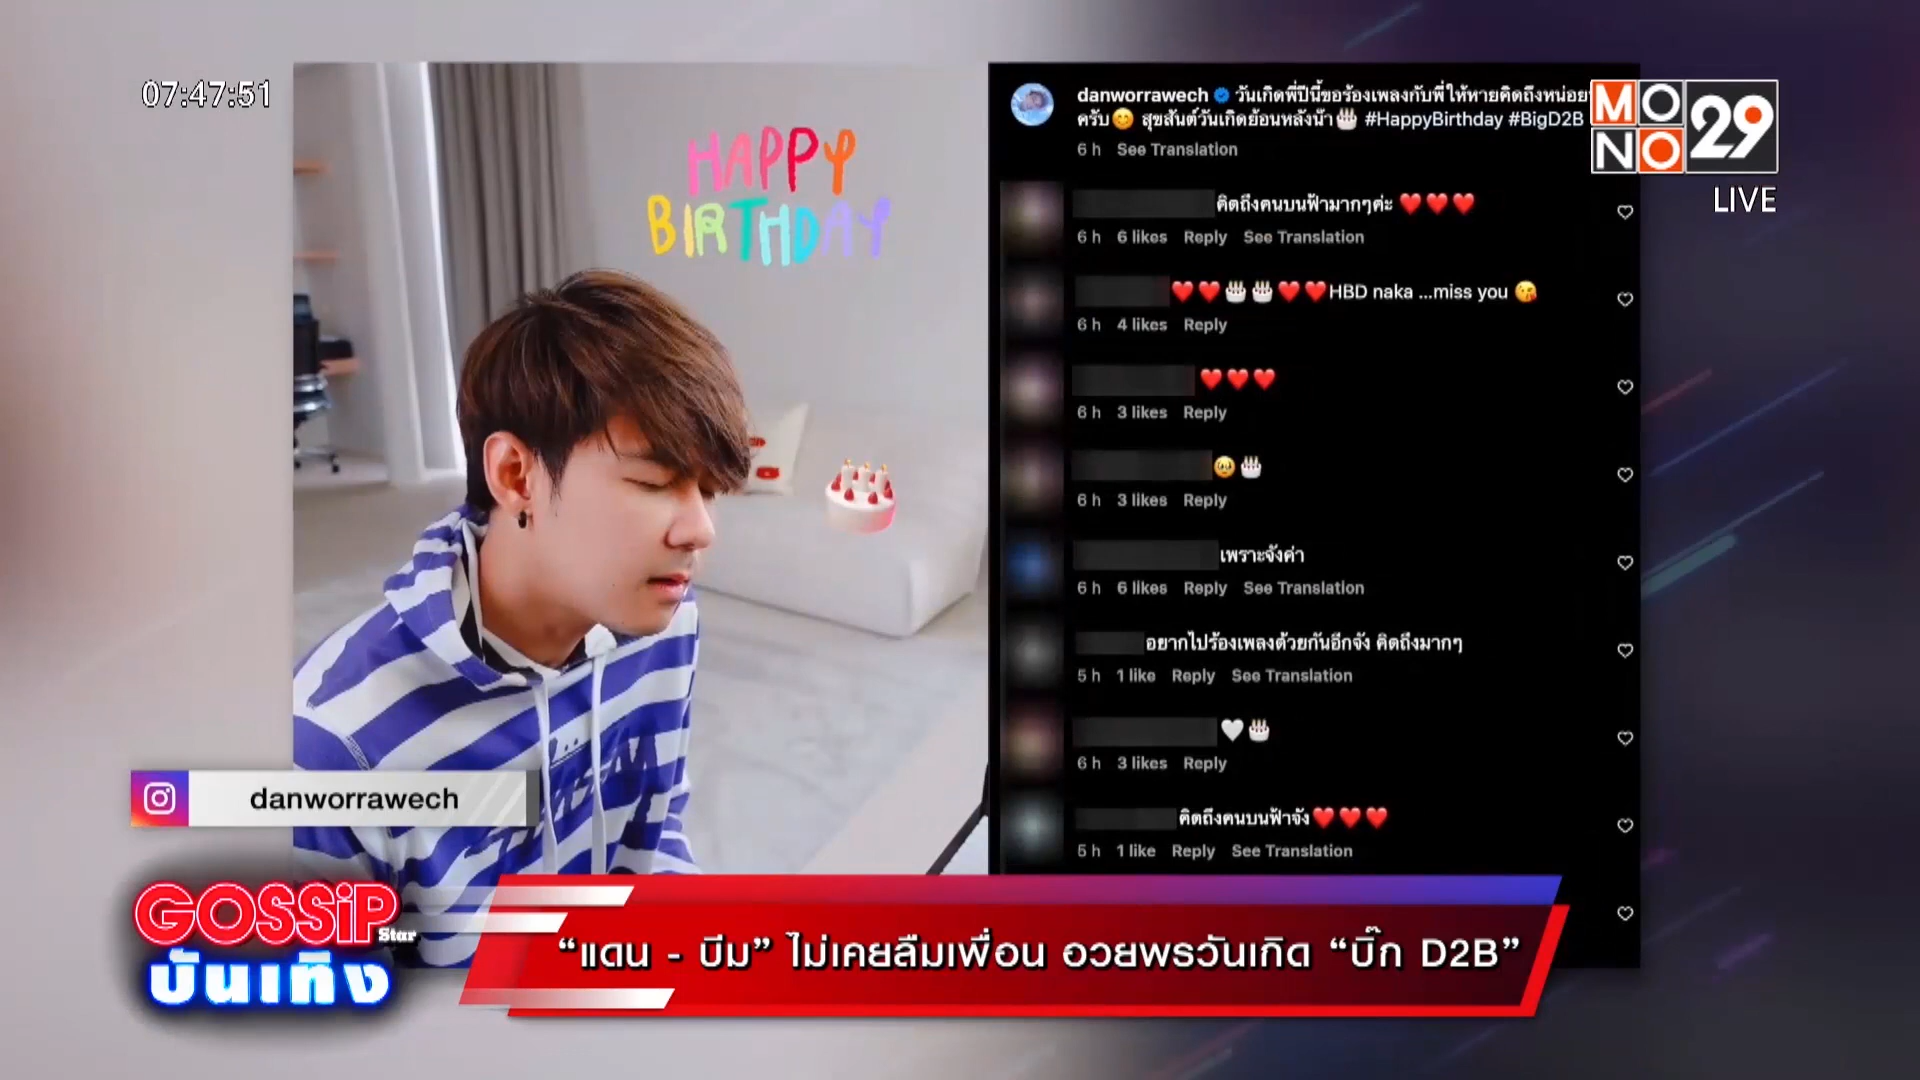 07:47:51
HAPPY
BIRTHDAY
danworrawech วันเกิดพี่ปีนี้ขอร้องเพลงกับพี่ให้หายคิดถึงหน่อย
ครับ😊 สุขสันต์วันเกิดย้อนหลังน้า🎂 #HappyBirthday #BigD2B
6 h See Translation
MONO 29
LIVE
คิดถึงคนบนฟ้ามากๆค่ะ ❤️❤️❤️
6 h 6 likes Reply See Translation
❤️❤️🎂🎂❤️❤️HBD naka ...miss you 😘
6 h 4 likes Reply
❤️❤️❤️
6 h 3 likes Reply
🥹🎂
6 h 3 likes Reply
เพราะจังค่า
6 h 6 likes Reply See Translation
อยากไปร้องเพลงด้วยกันอีกจัง คิดถึงมากๆ
5 h 1 like Reply See Translation
🤍🎂
6 h 3 likes Reply
คิดถึงคนบนฟ้าจัง❤️❤️❤️
5 h 1 like Reply See Translation
danworrawech
GOSSiP
Star
บันเทิง
“แดน - บีม” ไม่เคยลืมเพื่อน อวยพรวันเกิด “บิ๊ก D2B”